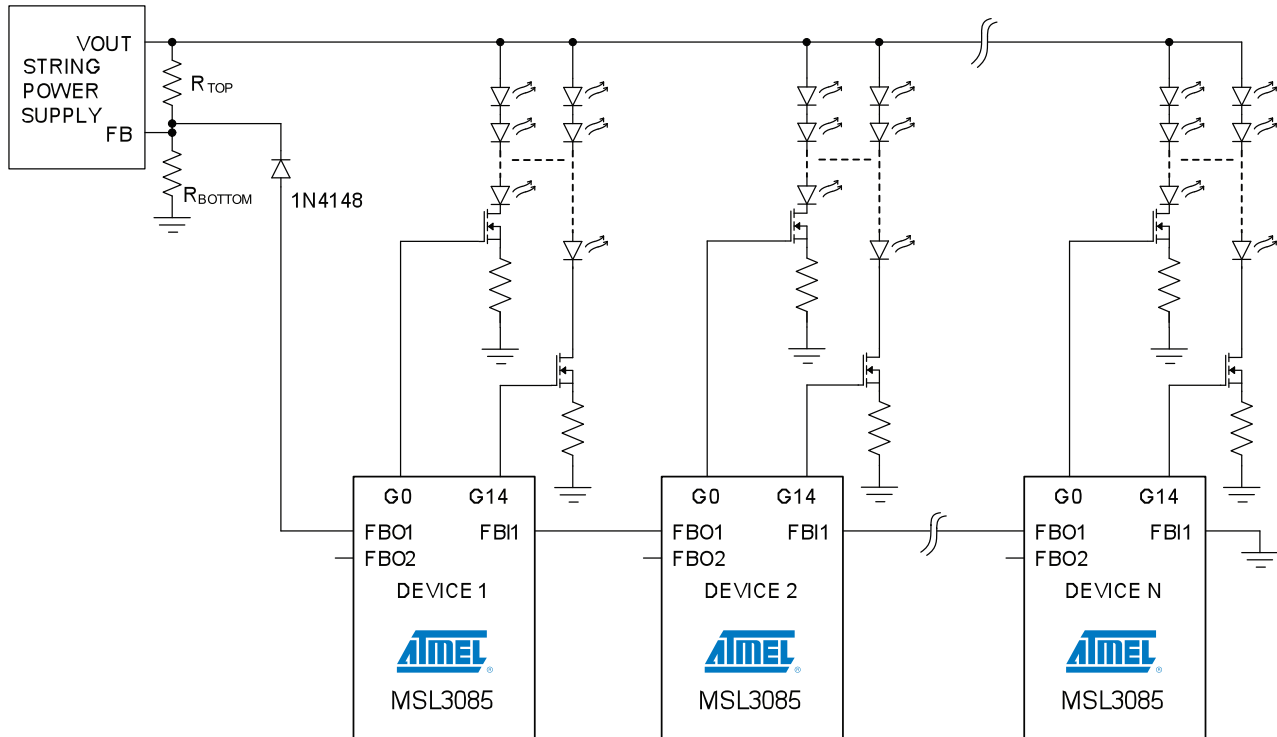 VOUT
STRING
POWER
SUPPLY
FB
RTOP
RBOTTOM
1N4148
G0 G14
FBO1 FBI1
FBO2
DEVICE 1
ATMEL ®
MSL3085
G0 G14
FBO1 FBI1
FBO2
DEVICE 2
ATMEL ®
MSL3085
G0 G14
FBO1 FBI1
FBO2
DEVICE N
ATMEL ®
MSL3085